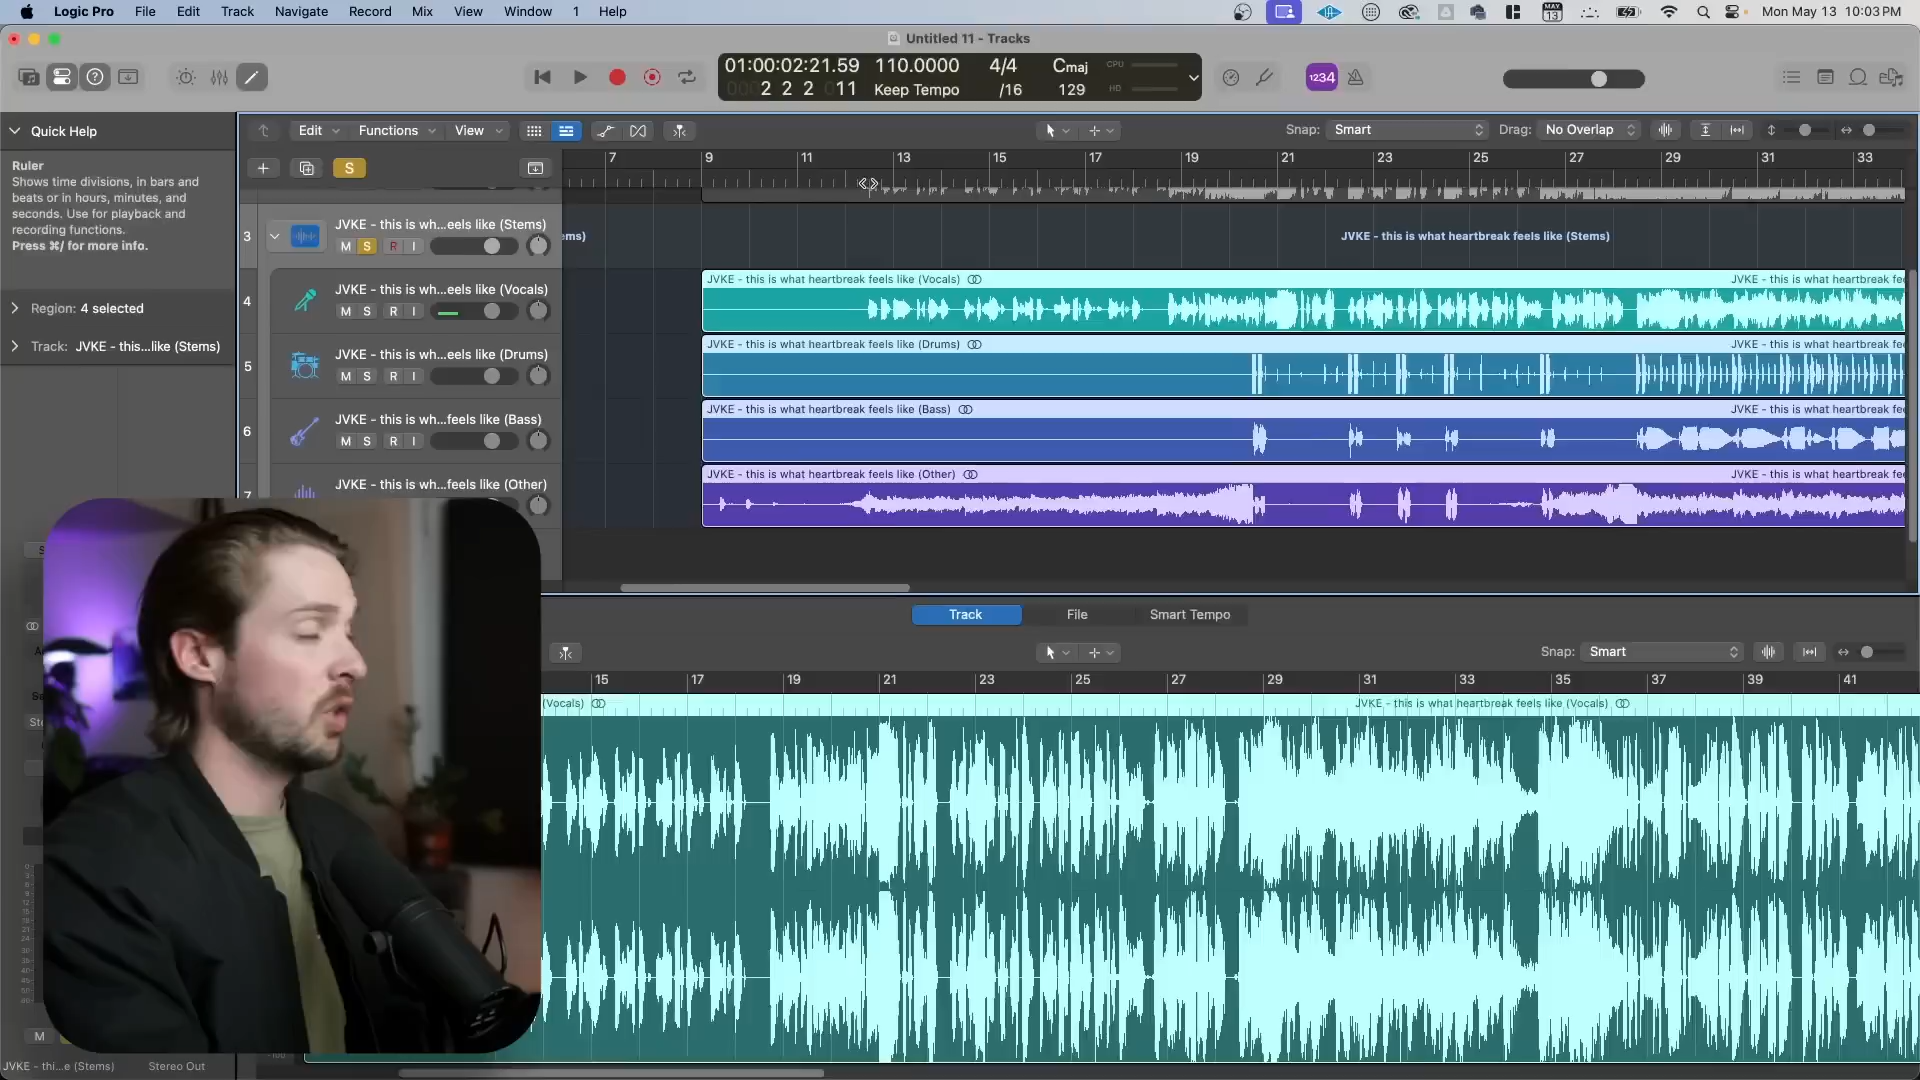 Logic Pro File Edit Track Navigate Record Mix View Window 1 Help
MAY 13 Mon May 13 10:03 PM
Untitled 11 - Tracks
01:00:02:21.59 110.0000 4/4 Cmaj CPU
2 2 2 011 Keep Tempo /16 129 HD
1234
Quick Help
Ruler
Shows time divisions, in bars and
beats or in hours, minutes, and
seconds. Use for playback and
recording functions.
Press ⌘/ for more info.
Region: 4 selected
Track: JVKE - this...like (Stems)
Edit Functions View
Snap: Smart Drag: No Overlap
S
7 9 11 13 15 17 19 21 23 25 27 29 31 33
3 JVKE - this is wh...eels like (Stems)
M S R I
ems) JVKE - this is what heartbreak feels like (Stems)
4 JVKE - this is wh...eels like (Vocals)
M S R I
JVKE - this is what heartbreak feels like (Vocals) JVKE - this is what heartbreak fe
5 JVKE - this is wh...eels like (Drums)
M S R I
JVKE - this is what heartbreak feels like (Drums) JVKE - this is what heartbreak fe
6 JVKE - this is wh...feels like (Bass)
M S R I
JVKE - this is what heartbreak feels like (Bass) JVKE - this is what heartbreak fe
7 JVKE - this is wh...feels like (Other)
JVKE - this is what heartbreak feels like (Other) JVKE - this is what heartbreak fe
Track File Smart Tempo
Snap: Smart
15 17 19 21 23 25 27 29 31 33 35 37 39 41
(Vocals) JVKE - this is what heartbreak feels like (Vocals)
M
JVKE - thi...e (Stems) Stereo Out